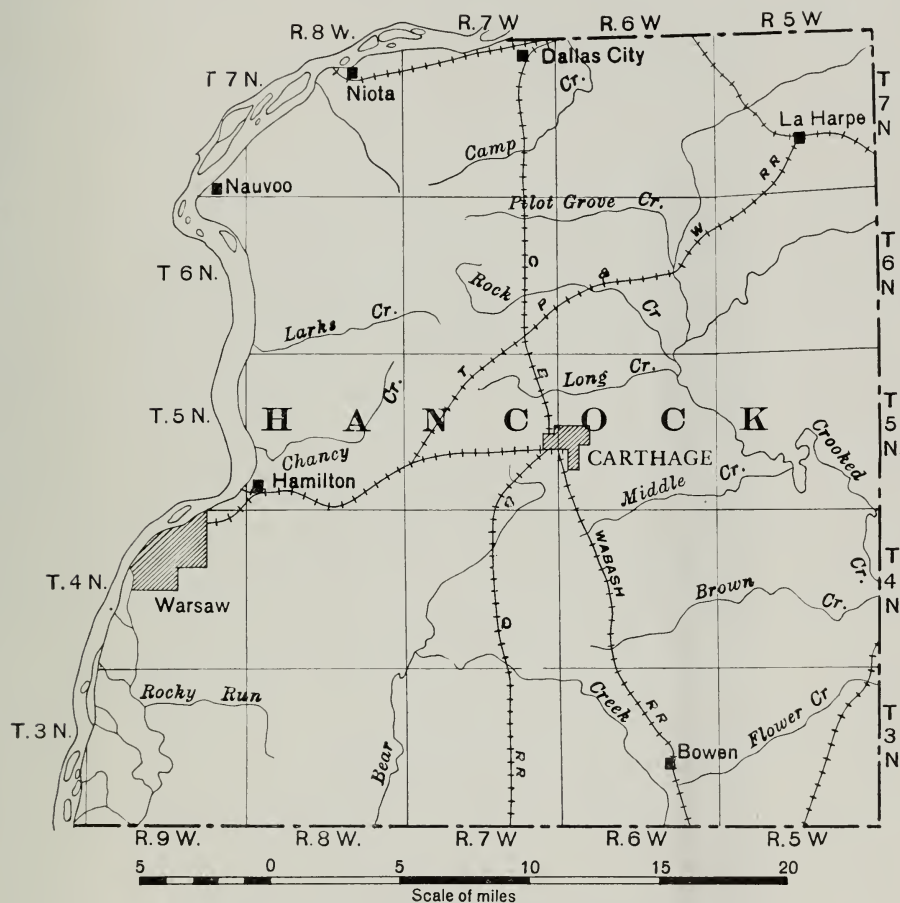 R. 8 W.
R. 7 W
R. 6 W
R 5 W
T 7 N.
T 7 N
Dallas City
Niota
Cr.
La Harpe
Camp
R R
Nauvoo
Pilot Grove Cr.
W
T 6 N.
T 6 N
C
&
Rock Cr
P
Larks Cr.
T
E
Long Cr.
Cr.
T. 5 N.
T 5 N
HANCOCK
Crooked
Chancy
CARTHAGE
Hamilton
Middle Cr.
Q
WABASH
T. 4 N.
T 4 N
Cr.
Brown Cr.
Warsaw
Rocky Run
Creek
Flower Cr
T. 3 N.
T 3 N
R R
Bear
Bowen
R R
R. 9 W.
R. 8 W.
R. 7 W
R. 6 W
R. 5 W
5 0 5 10 15 20
Scale of miles